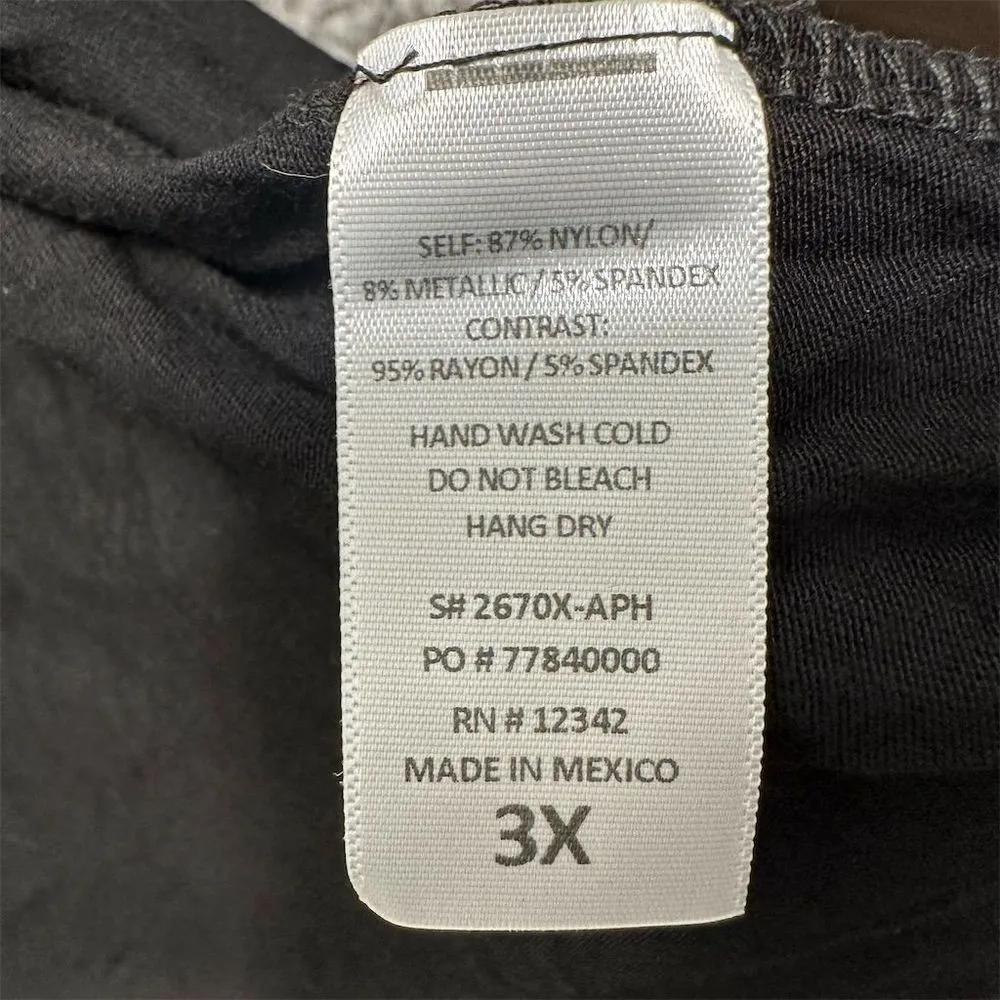 SELF: 87% NYLON/
8% METALLIC / 5% SPANDEX
CONTRAST:
95% RAYON / 5% SPANDEX
HAND WASH COLD
DO NOT BLEACH
HANG DRY
S# 2670X-APH
PO # 77840000
RN # 12342
MADE IN MEXICO
3X